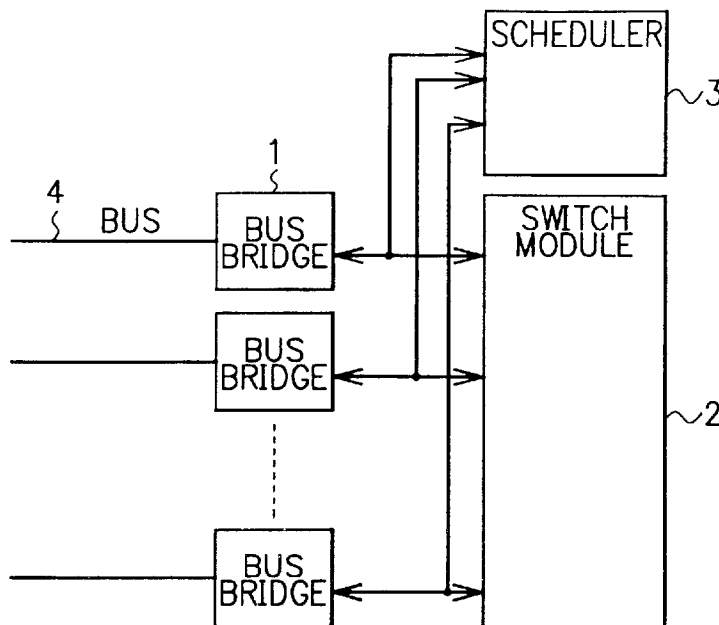 SCHEDULER
3
1
4
BUS
BUS
BRIDGE
SWITCH
MODULE
BUS
BRIDGE
2
BUS
BRIDGE